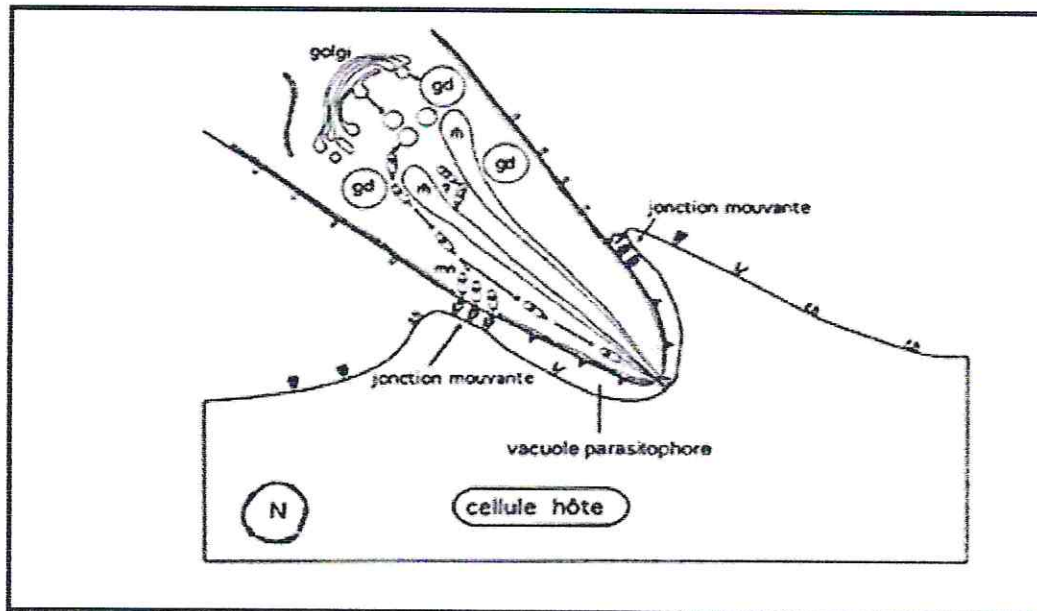 golgi
gd
gd
gd
jonction mouvante
mn
jonction mouvante
vacuole parasitophore
N
cellule hôte